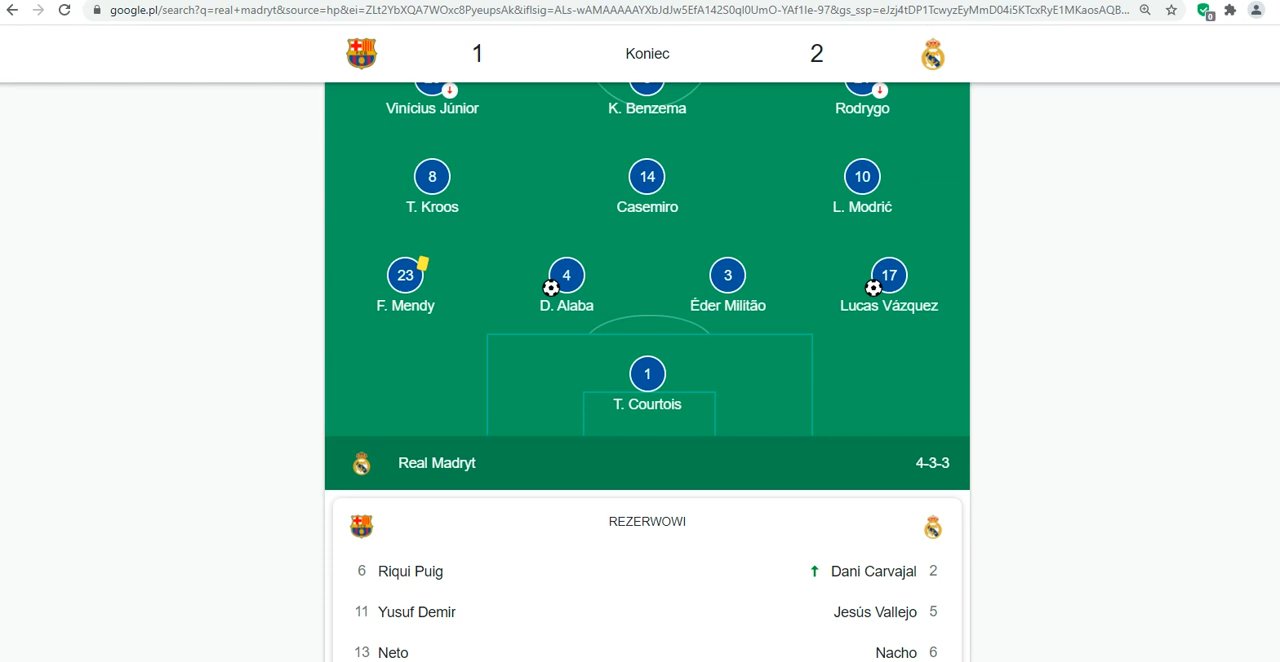 google.pl/search?q=real+madryt&source=hp&ei=ZLt2YbXQA7WOxc8PyeupsAk&iflsig=ALs-wAMAAAAAYXbJdJw5EfA142S0qI0UmO-YAf1Ie-97&gs_ssp=eJzj4tDP1TcwyzEyMmD04i5KTcxRyE1MKaosAQB...
0
1 Koniec 2
Vinícius Júnior K. Benzema Rodrygo
8 14 10
T. Kroos Casemiro L. Modrić
23 4 3 17
F. Mendy D. Alaba Éder Militão Lucas Vázquez
1
T. Courtois
Real Madryt 4-3-3
REZERWOWI
6 Riqui Puig Dani Carvajal 2
11 Yusuf Demir Jesús Vallejo 5
13 Neto Nacho 6